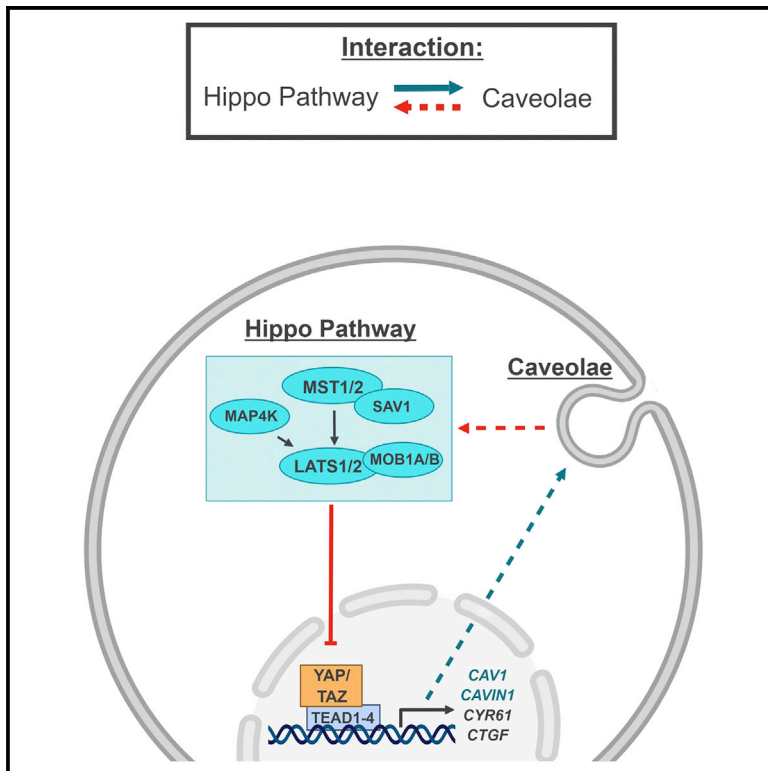 Interaction:
Hippo Pathway Caveolae
Hippo Pathway
Caveolae
MST1/2
SAV1
MAP4K
LATS1/2
MOB1A/B
YAP/
TAZ
TEAD1-4
CAV1
CAVIN1
CYR61
CTGF